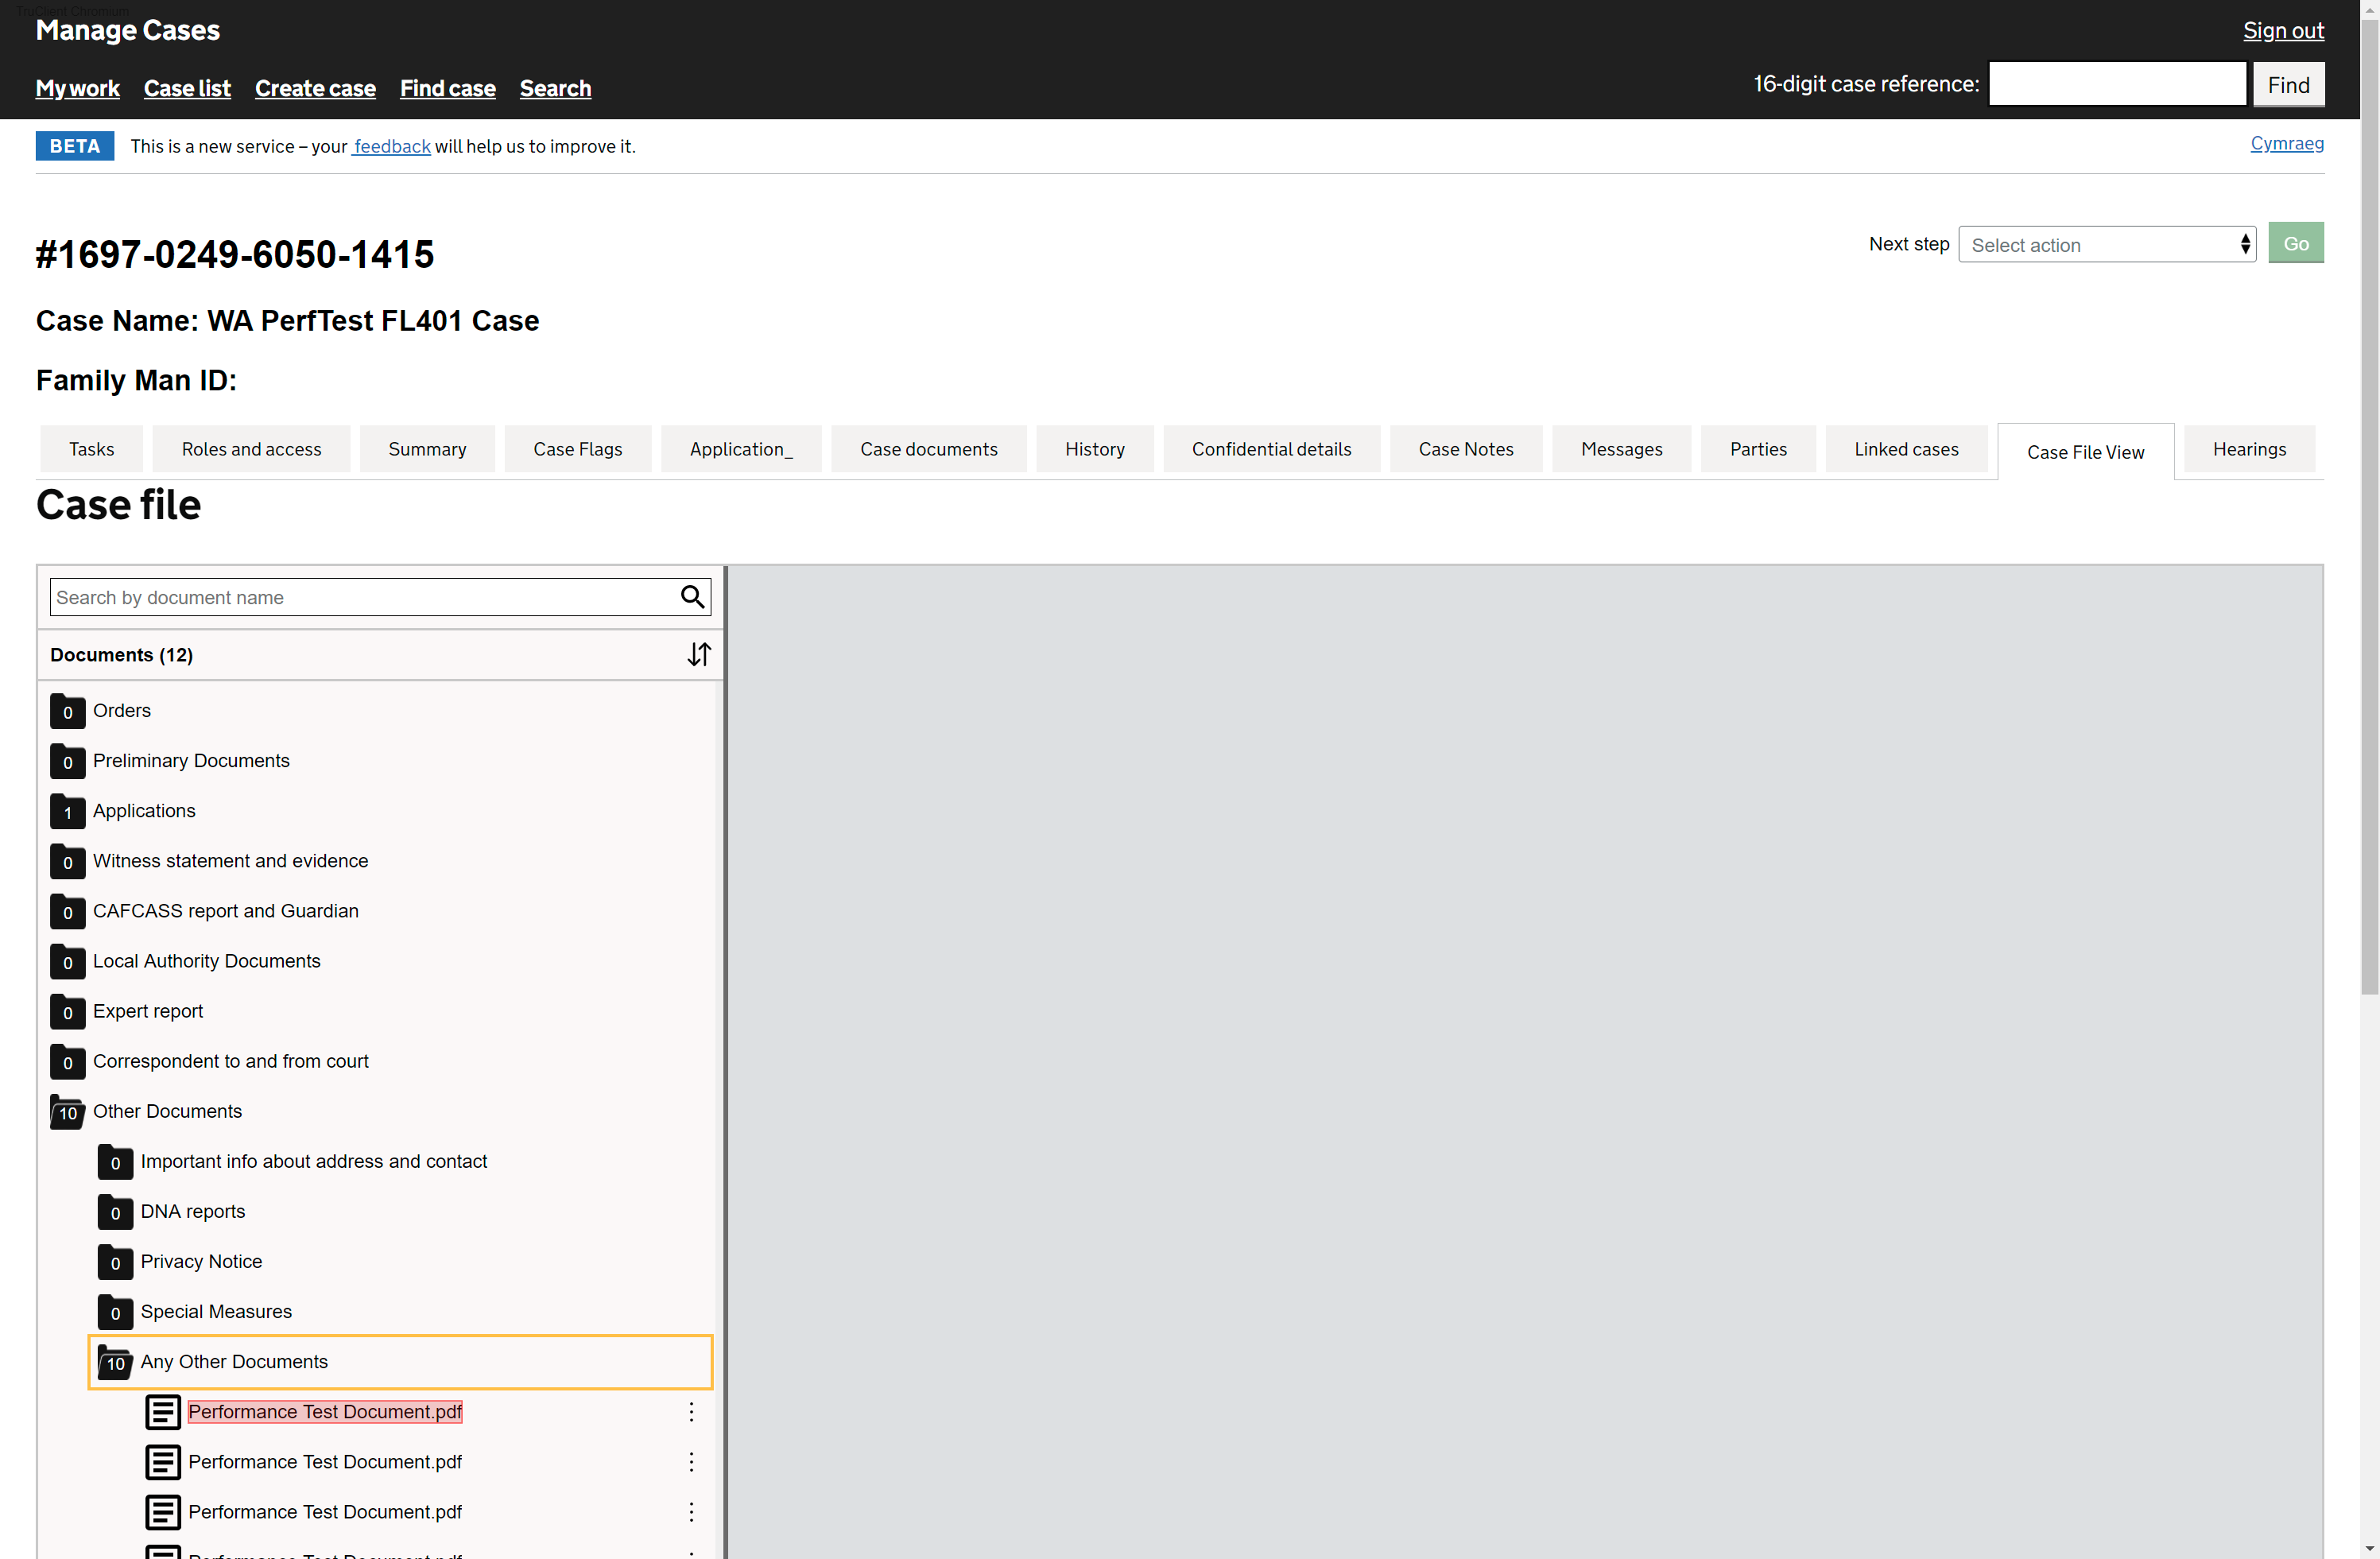 TruClient Chromium
Manage Cases
Sign out
My work Case list Create case Find case Search
16-digit case reference: Find
BETA This is a new service – your feedback will help us to improve it.
Cymraeg
#1697-0249-6050-1415
Next step Select action Go
Case Name: WA PerfTest FL401 Case
Family Man ID:
Tasks Roles and access Summary Case Flags Application_ Case documents History Confidential details Case Notes Messages Parties Linked cases Case File View Hearings
Case file
Search by document name
Documents (12)
0 Orders
0 Preliminary Documents
1 Applications
0 Witness statement and evidence
0 CAFCASS report and Guardian
0 Local Authority Documents
0 Expert report
0 Correspondent to and from court
10 Other Documents
0 Important info about address and contact
0 DNA reports
0 Privacy Notice
0 Special Measures
10 Any Other Documents
Performance Test Document.pdf
Performance Test Document.pdf
Performance Test Document.pdf
Performance Test Document.pdf